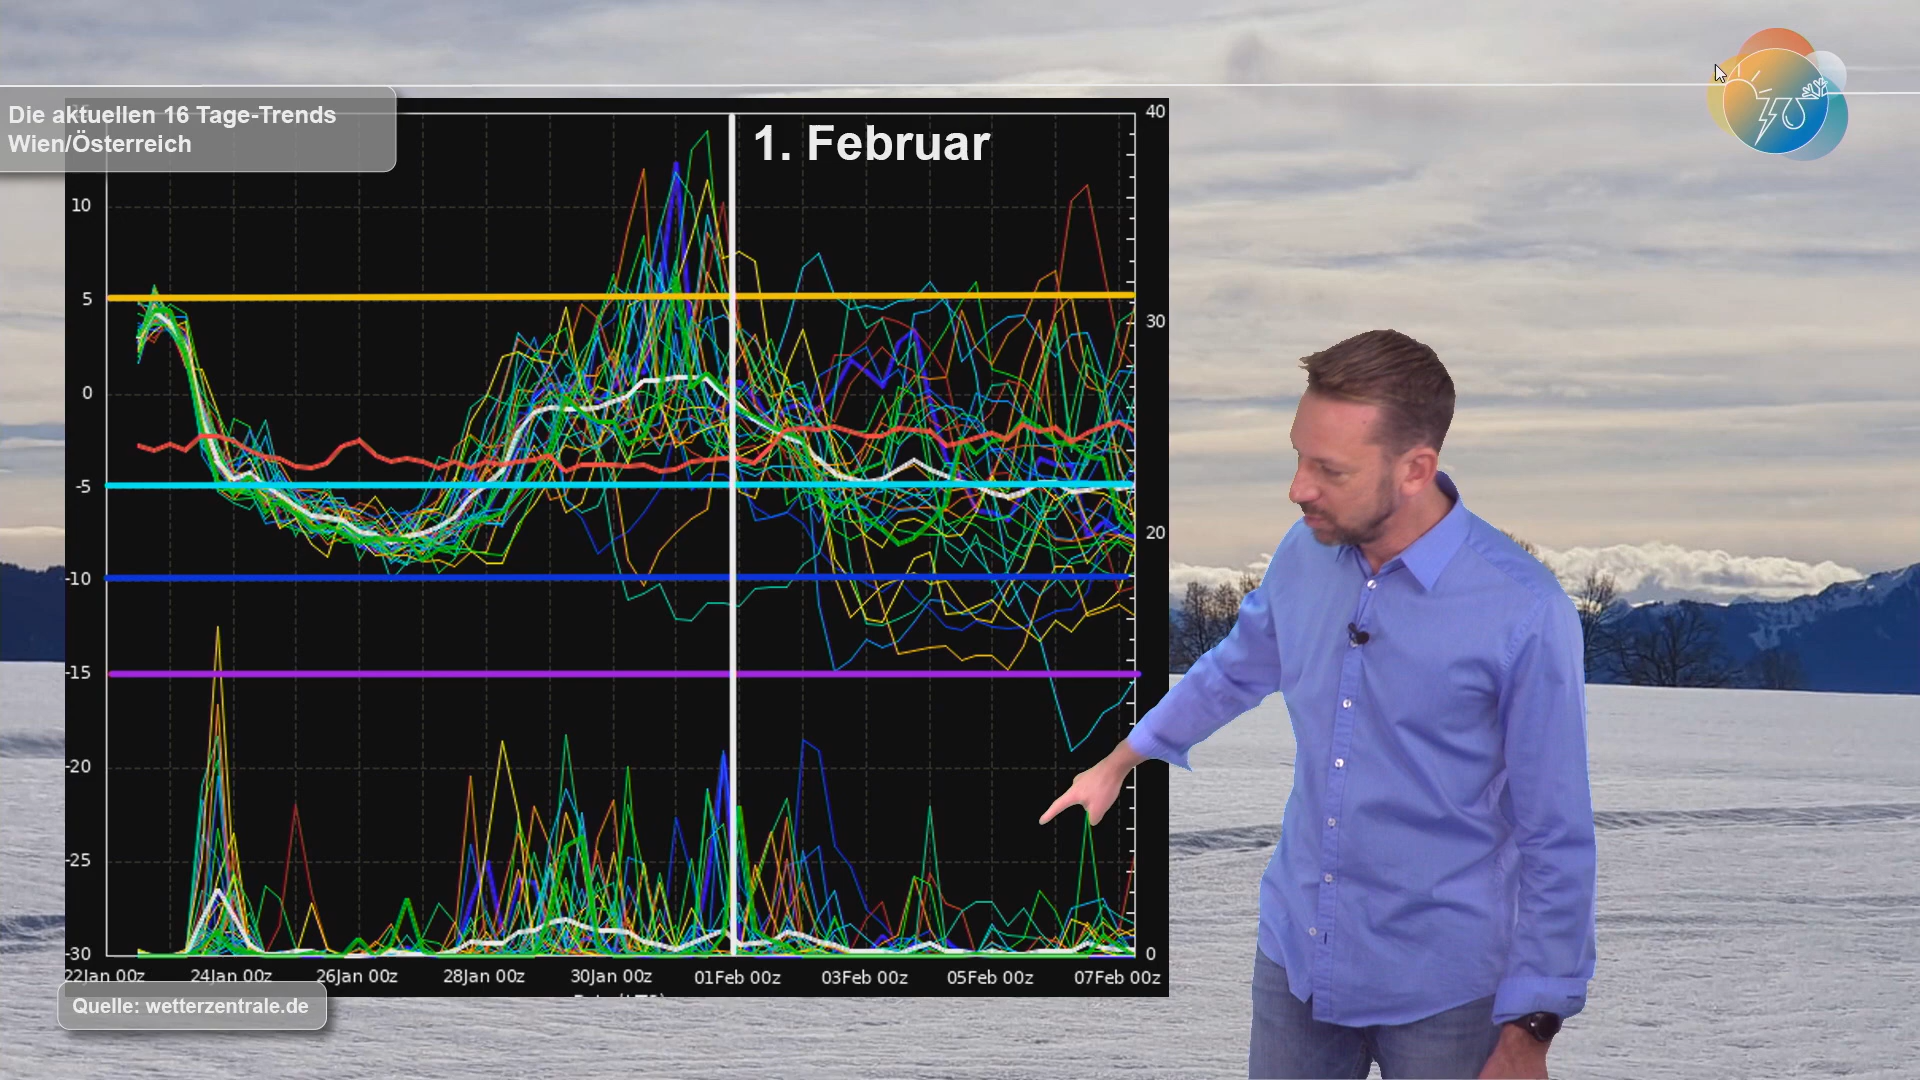 Die aktuellen 16 Tage-Trends
Wien/Österreich
1. Februar
40
10
5
30
0
-5
20
-10
-15
-20
-25
-30
0
22Jan 00z 24Jan 00z 26Jan 00z 28Jan 00z 30Jan 00z 01Feb 00z 03Feb 00z 05Feb 00z 07Feb 00z
Quelle: wetterzentrale.de